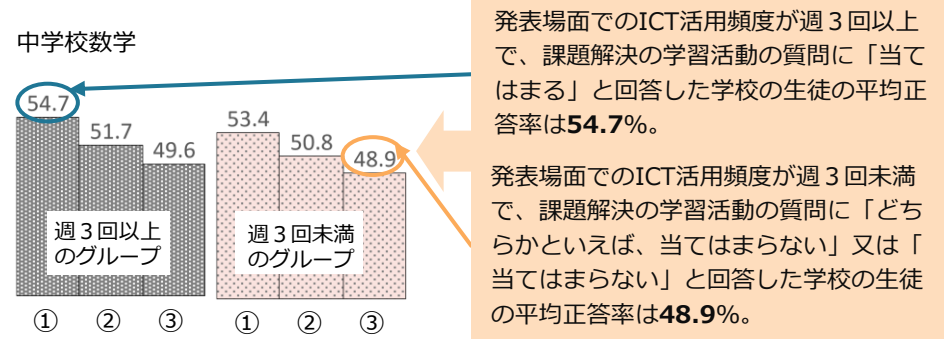 中学校数学
54.7
51.7
49.6
53.4
50.8
48.9
週３回以上
のグループ
週３回未満
のグループ
① ② ③
① ② ③
発表場面でのICT活用頻度が週３回以上
で、課題解決の学習活動の質問に「当て
はまる」と回答した学校の生徒の平均正
答率は54.7%。
発表場面でのICT活用頻度が週３回未満
で、課題解決の学習活動の質問に「どち
らかといえば、当てはまらない」又は「
当てはまらない」と回答した学校の生徒
の平均正答率は48.9%。